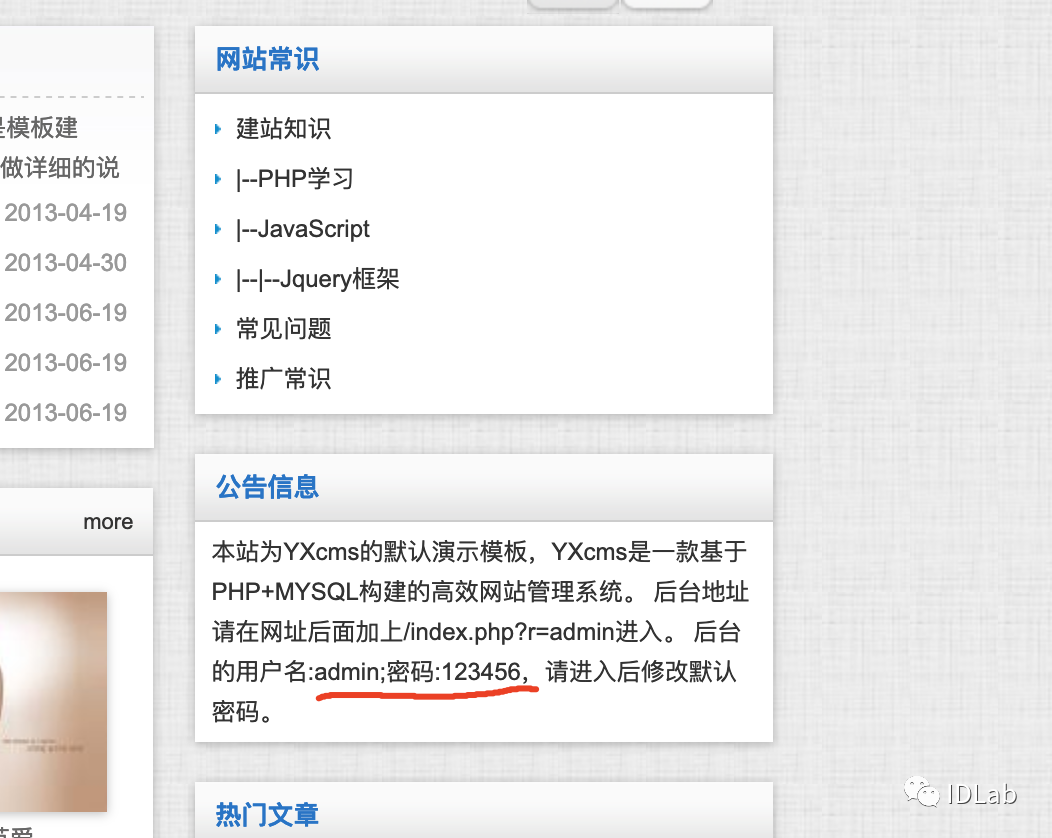 网站常识
建站知识
|--PHP学习
|--JavaScript
|--|--Jquery框架
常见问题
推广常识
是模板建
做详细的说
2013-04-19
2013-04-30
2013-06-19
2013-06-19
2013-06-19
more
公告信息
本站为YXcms的默认演示模板，YXcms是一款基于
PHP+MYSQL构建的高效网站管理系统。 后台地址
请在网址后面加上/index.php?r=admin进入。 后台
的用户名:admin;密码:123456，请进入后修改默认
密码。
热门文章
IDLab